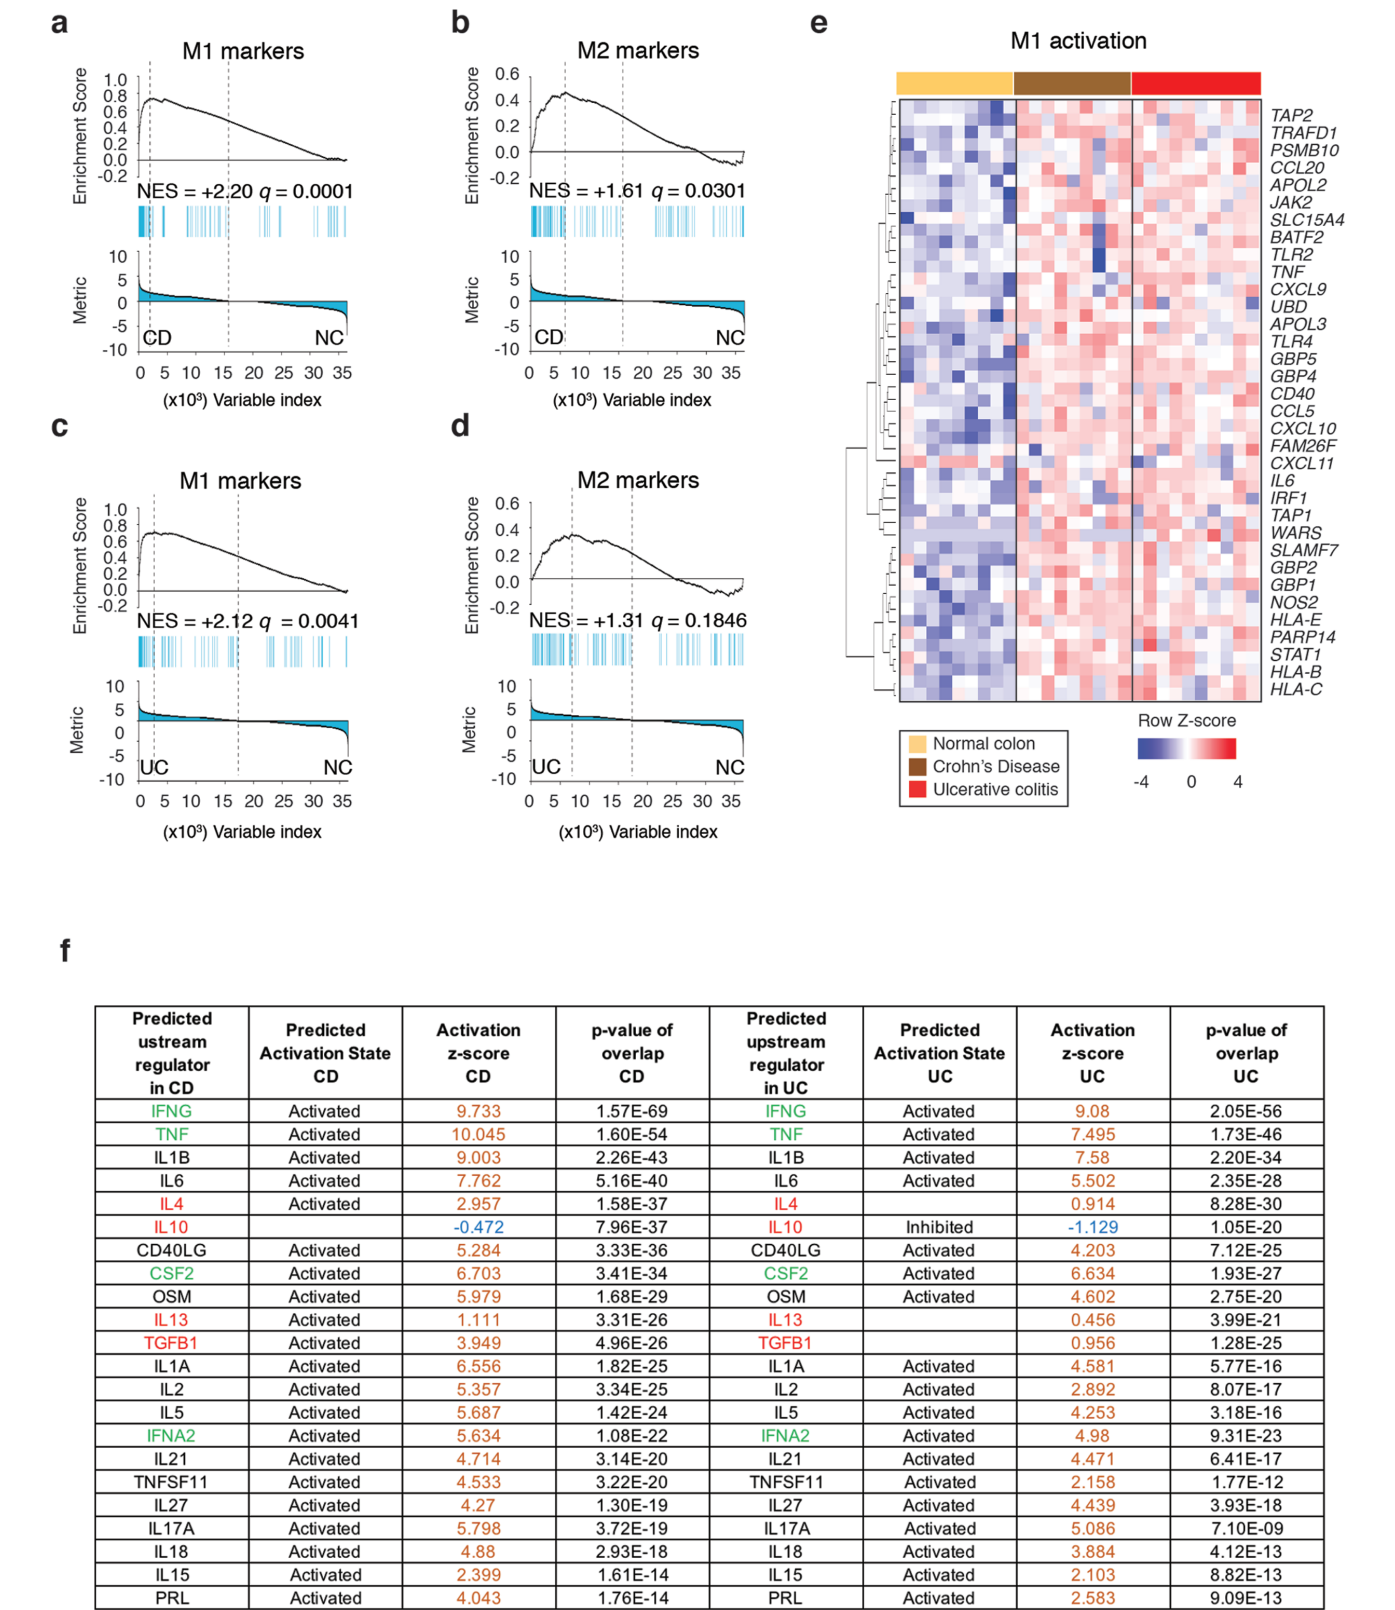 a
M1 markers
Enrichment Score
1.0
0.8
0.6
0.4
0.2
0.0
-0.2
NES = +2.20 q = 0.0001
Metric
10
5
0
-5
-10
CD
NC
0 5 10 15 20 25 30 35
(x10³) Variable index
b
M2 markers
Enrichment Score
0.6
0.4
0.2
0.0
-0.2
NES = +1.61 q = 0.0301
Metric
10
5
0
-5
-10
CD
NC
0 5 10 15 20 25 30 35
(x10³) Variable index
c
M1 markers
Enrichment Score
1.0
0.8
0.6
0.4
0.2
0.0
-0.2
NES = +2.12 q = 0.0041
Metric
10
5
0
-5
-10
UC
NC
0 5 10 15 20 25 30 35
(x10³) Variable index
d
M2 markers
Enrichment Score
0.6
0.4
0.2
0.0
-0.2
NES = +1.31 q = 0.1846
Metric
10
5
0
-5
-10
UC
NC
0 5 10 15 20 25 30 35
(x10³) Variable index
e
M1 activation
TAP2
TRAFD1
PSMB10
CCL20
APOL2
JAK2
SLC15A4
BATF2
TLR2
TNF
CXCL9
UBD
APOL3
TLR4
GBP5
GBP4
CD40
CCL5
CXCL10
FAM26F
CXCL11
IL6
IRF1
TAP1
WARS
SLAMF7
GBP2
GBP1
NOS2
HLA-E
PARP14
STAT1
HLA-B
HLA-C
Normal colon
Crohn's Disease
Ulcerative colitis
Row Z-score
-4 0 4
f
Predicted ustream regulator in CD | Predicted Activation State CD | Activation z-score CD | p-value of overlap CD | Predicted upstream regulator in UC | Predicted Activation State UC | Activation z-score UC | p-value of overlap UC
IFNG Activated 9.733 1.57E-69 IFNG Activated 9.08 2.05E-56
TNF Activated 10.045 1.60E-54 TNF Activated 7.495 1.73E-46
IL1B Activated 9.003 2.26E-43 IL1B Activated 7.58 2.20E-34
IL6 Activated 7.762 5.16E-40 IL6 Activated 5.502 2.35E-28
IL4 Activated 2.957 1.58E-37 IL4 0.914 8.28E-30
IL10 -0.472 7.96E-37 IL10 Inhibited -1.129 1.05E-20
CD40LG Activated 5.284 3.33E-36 CD40LG Activated 4.203 7.12E-25
CSF2 Activated 6.703 3.41E-34 CSF2 Activated 6.634 1.93E-27
OSM Activated 5.979 1.68E-29 OSM Activated 4.602 2.75E-20
IL13 Activated 1.111 3.31E-26 IL13 0.456 3.99E-21
TGFB1 Activated 3.949 4.96E-26 TGFB1 0.956 1.28E-25
IL1A Activated 6.556 1.82E-25 IL1A Activated 4.581 5.77E-16
IL2 Activated 5.357 3.34E-25 IL2 Activated 2.892 8.07E-17
IL5 Activated 5.687 1.42E-24 IL5 Activated 4.253 3.18E-16
IFNA2 Activated 5.634 1.08E-22 IFNA2 Activated 4.98 9.31E-23
IL21 Activated 4.714 3.14E-20 IL21 Activated 4.471 6.41E-17
TNFSF11 Activated 4.533 3.22E-20 TNFSF11 Activated 2.158 1.77E-12
IL27 Activated 4.27 1.30E-19 IL27 Activated 4.439 3.93E-18
IL17A Activated 5.798 3.72E-19 IL17A Activated 5.086 7.10E-09
IL18 Activated 4.88 2.93E-18 IL18 Activated 3.884 4.12E-13
IL15 Activated 2.399 1.61E-14 IL15 Activated 2.103 8.82E-13
PRL Activated 4.043 1.76E-14 PRL Activated 2.583 9.09E-13